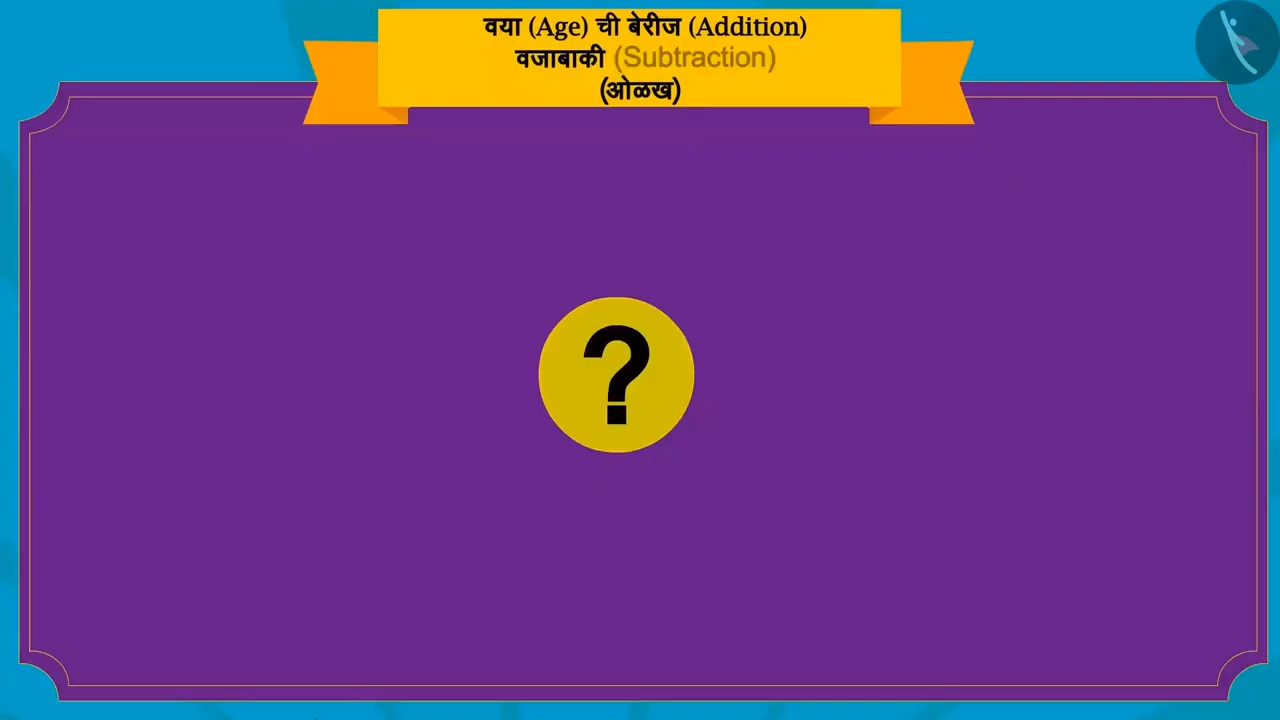 वया (Age) ची बेरीज (Addition)
वजाबाकी (Subtraction)
(ओळख)
?